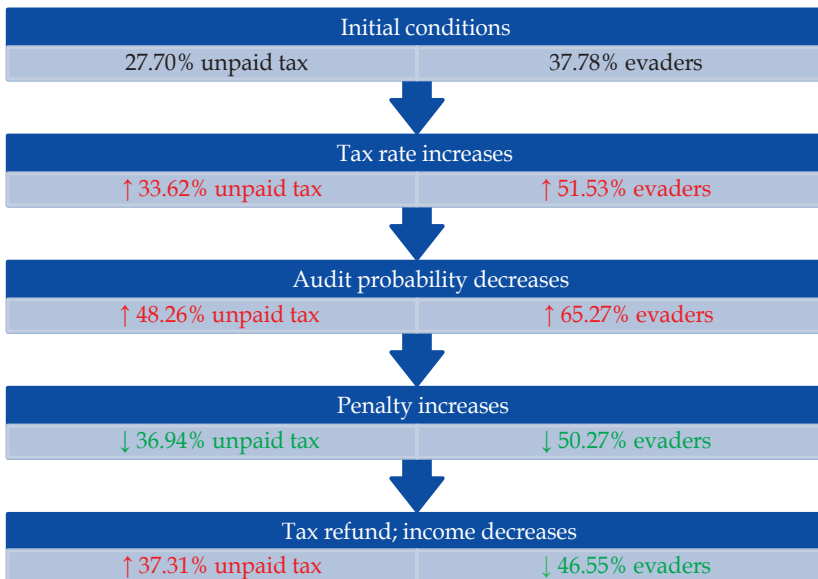 Initial conditions
27.70% unpaid tax 37.78% evaders
Tax rate increases
↑ 33.62% unpaid tax ↑ 51.53% evaders
Audit probability decreases
↑ 48.26% unpaid tax ↑ 65.27% evaders
Penalty increases
↓ 36.94% unpaid tax ↓ 50.27% evaders
Tax refund; income decreases
↑ 37.31% unpaid tax ↓ 46.55% evaders